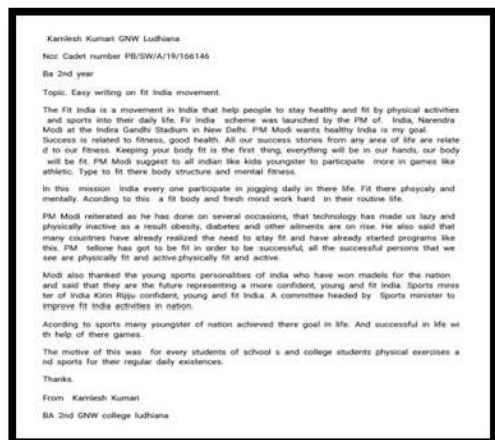 Kamlesh Kumari GNW Ludhiana
Ncc Cadet number PB/SW/A/19/166146
Ba 2nd year
Topic. Easy writing on fit India movement.
The Fit India is a movement in India that help people to stay healthy and fit by physical activities
and sports into their daily life. Fir India scheme was launched by the PM of. India, Narendra
Modi at the Indira Gandhi Stadium in New Delhi. PM Modi wants healthy India is my goal.
Success is related to fitness, good health. All our success stories from any area of life are relate
d to our fitness. Keeping your body fit is the first thing, everything will be in our hands, our body
will be fit. PM Modi suggest to all indian like kids youngster to participate more in games like
athletic. Type to fit there body structure and mental fitness.
In this mission India every one participate in jogging daily in there life. Fit there phsycaly and
mentally. Acording to this a fit body and fresh mind work hard in their routine life.
PM Modi reiterated as he has done on several occasions, that technology has made us lazy and
physically inactive as a result obesity, diabetes and other ailments are on rise. He also said that
many countries have already realized the need to stay fit and have already started programs like
this. PM tellone has got to be fit in order to be successful; all the successful persons that we
see are physically fit and active.physically fit and active.
Modi also thanked the young sports personalities of india who have won madels for the nation
and said that they are the future representing a more confident, young and fit India. Sports minis
ter of India Kirin Rijju confident, young and fit India. A committee headed by Sports minister to
improve fit India activities in nation.
Acording to sports many youngster of nation achieved there goal in life. And successful in life wi
th help of there games.
The motive of this was for every students of school s and college students physical exercises a
nd sports for their regular daily existences.
Thanks.
From Kamlesh Kumari
BA 2nd GNW college ludhiana